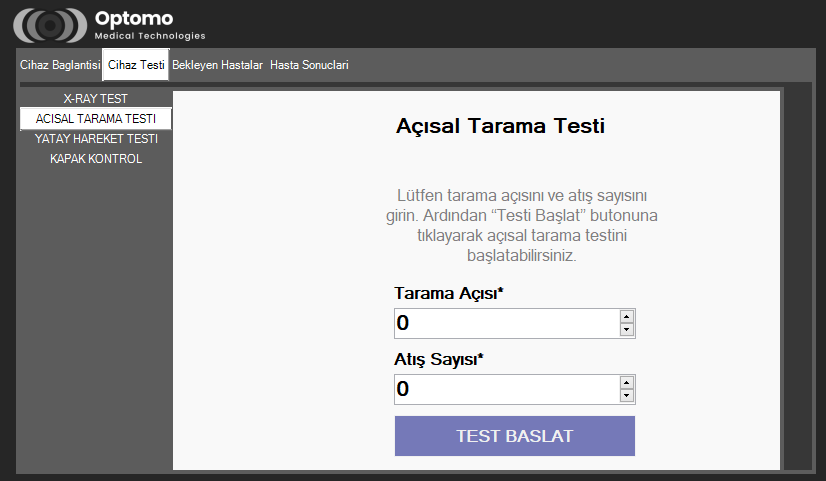 Optomo
Medical Technologies
Cihaz Baglantisi Cihaz Testi Bekleyen Hastalar Hasta Sonuclari
X-RAY TEST
ACISAL TARAMA TESTI
YATAY HAREKET TESTI
KAPAK KONTROL
Açısal Tarama Testi
Lütfen tarama açısını ve atış sayısını
girin. Ardından “Testi Başlat” butonuna
tıklayarak açısal tarama testini
başlatabilirsiniz.
Tarama Açısı*
0
Atış Sayısı*
0
TEST BASLAT